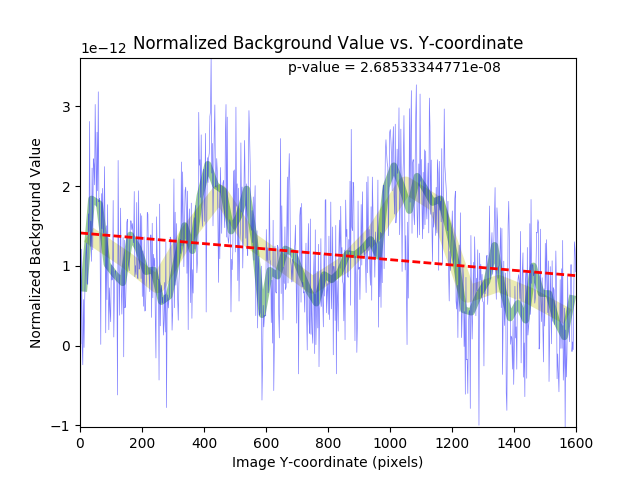 Normalized Background Value vs. Y-coordinate
1e−12
p-value = 2.68533344771e-08
3
2
1
0
−1
Normalized Background Value
0 200 400 600 800 1000 1200 1400 1600
Image Y-coordinate (pixels)